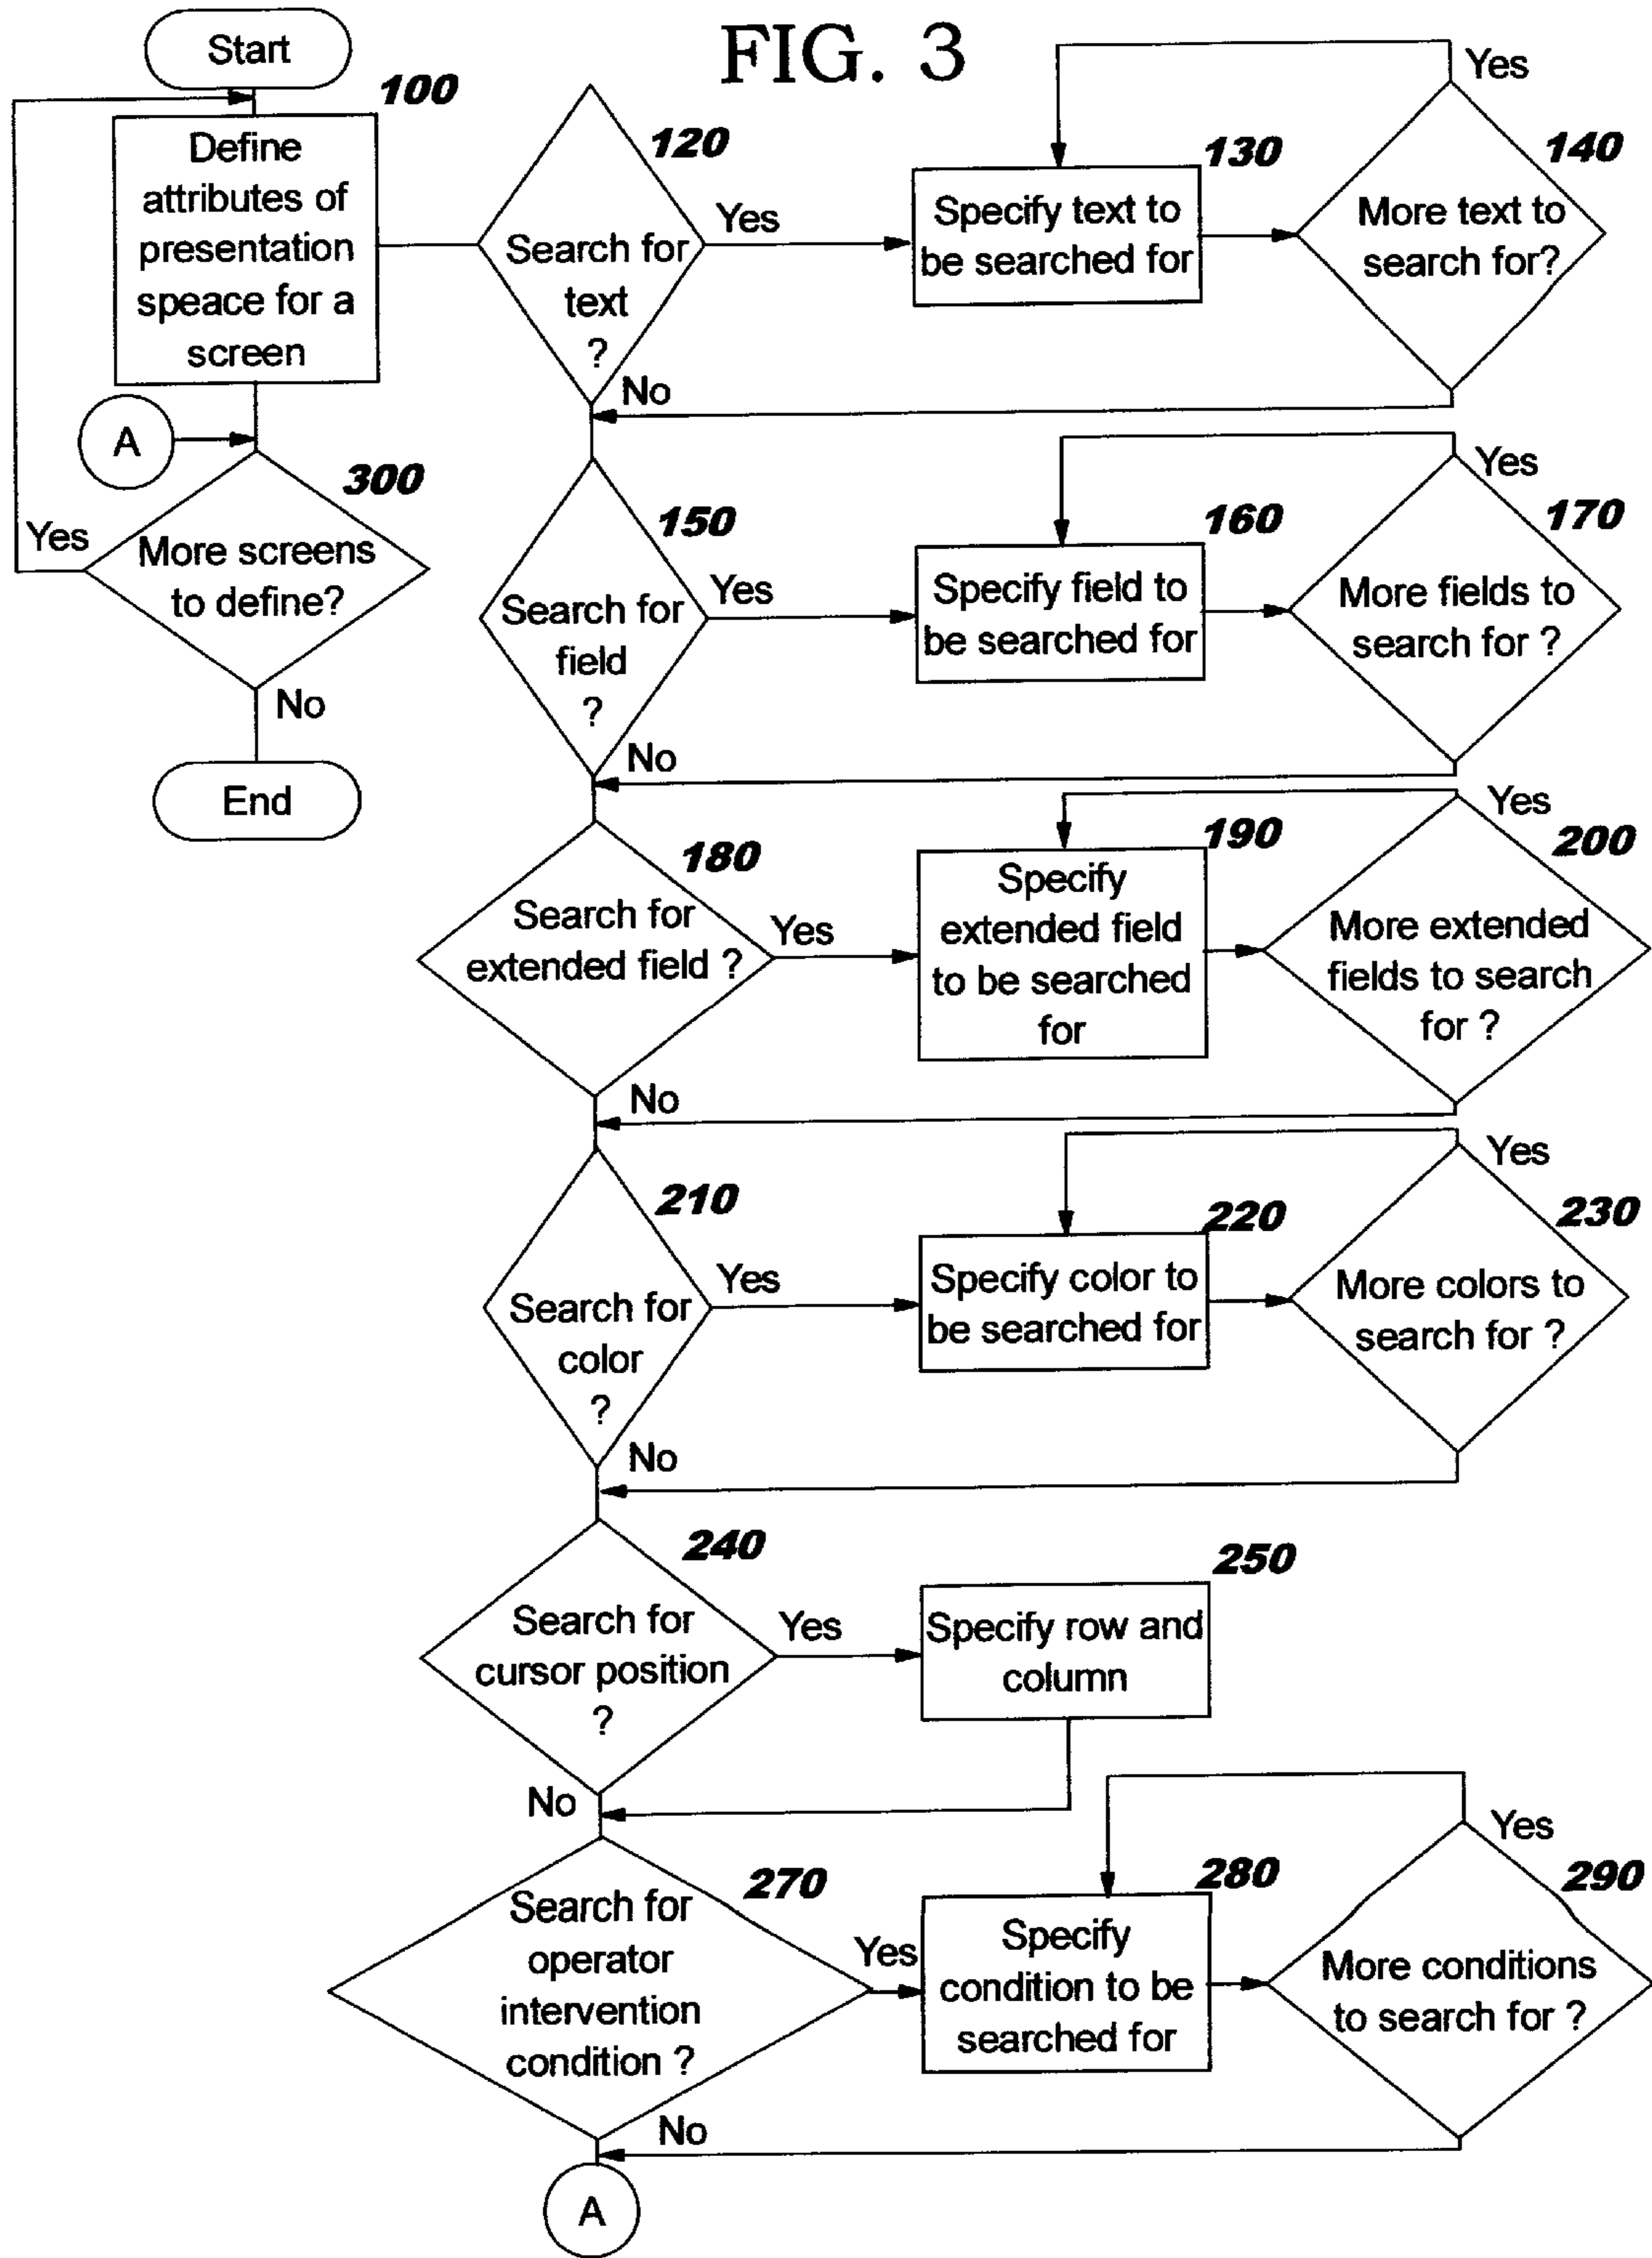 FIG. 3
Start
100
Define
attributes of
presentation
speace for a
screen
A
300
Yes
More screens
to define?
No
End
120
Search for
text
?
Yes
No
130
Specify text to
be searched for
Yes
140
More text to
search for?
150
Search for
field
?
Yes
No
160
Specify field to
be searched for
Yes
170
More fields to
search for ?
180
Search for
extended field ?
Yes
No
190
Specify
extended field
to be searched
for
Yes
200
More extended
fields to search
for ?
210
Search for
color
?
Yes
No
220
Specify color to
be searched for
Yes
230
More colors to
search for ?
240
Search for
cursor position
?
Yes
No
250
Specify row and
column
270
Search for
operator
intervention
condition ?
Yes
No
280
Specify
condition to be
searched for
Yes
290
More conditions
to search for ?
A